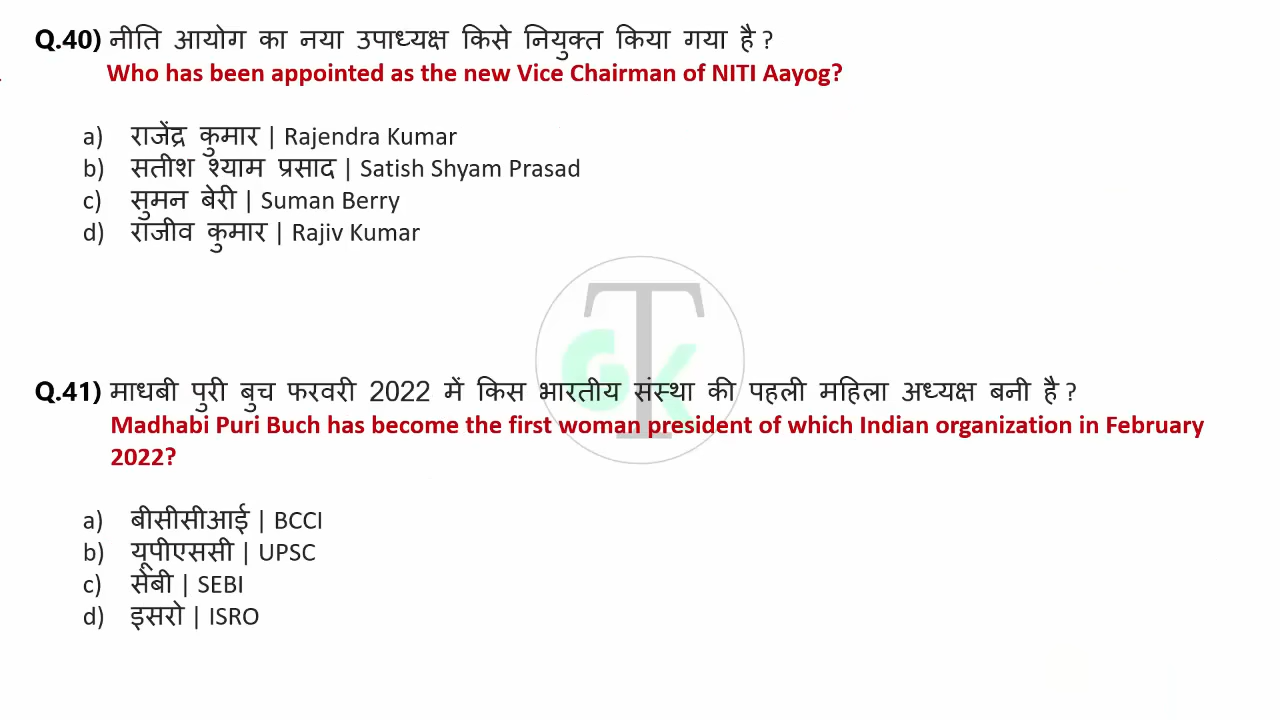 Q.40) नीति आयोग का नया उपाध्यक्ष किसे नियुक्त किया गया है ?
Who has been appointed as the new Vice Chairman of NITI Aayog?
a) राजेंद्र कुमार | Rajendra Kumar
b) सतीश श्याम प्रसाद | Satish Shyam Prasad
c) सुमन बेरी | Suman Berry
d) राजीव कुमार | Rajiv Kumar
T
GK
Q.41) माधबी पुरी बुच फरवरी 2022 में किस भारतीय संस्था की पहली महिला अध्यक्ष बनी है ?
Madhabi Puri Buch has become the first woman president of which Indian organization in February
2022?
a) बीसीसीआई | BCCI
b) यूपीएससी | UPSC
c) सेबी | SEBI
d) इसरो | ISRO